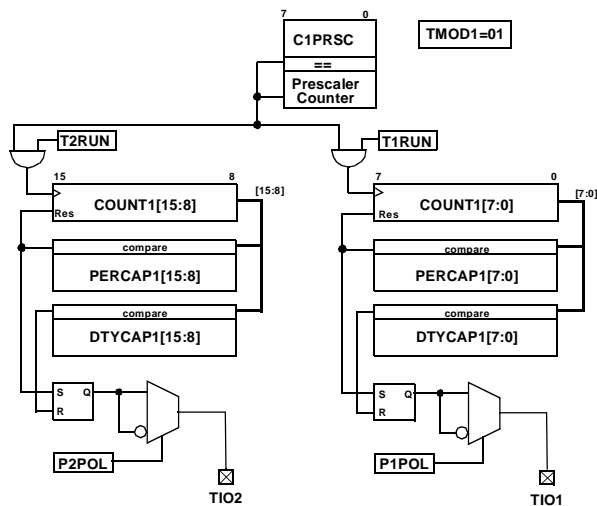 7 0
C1PRSC
TMOD1=01
==
Prescaler
Counter
T2RUN
T1RUN
15 8
[15:8]
7 0
[7:0]
COUNT1[15:8]
COUNT1[7:0]
Res
Res
compare
compare
PERCAP1[15:8]
PERCAP1[7:0]
compare
compare
DTYCAP1[15:8]
DTYCAP1[7:0]
S Q
S Q
R
R
P2POL
P1POL
TIO2
TIO1